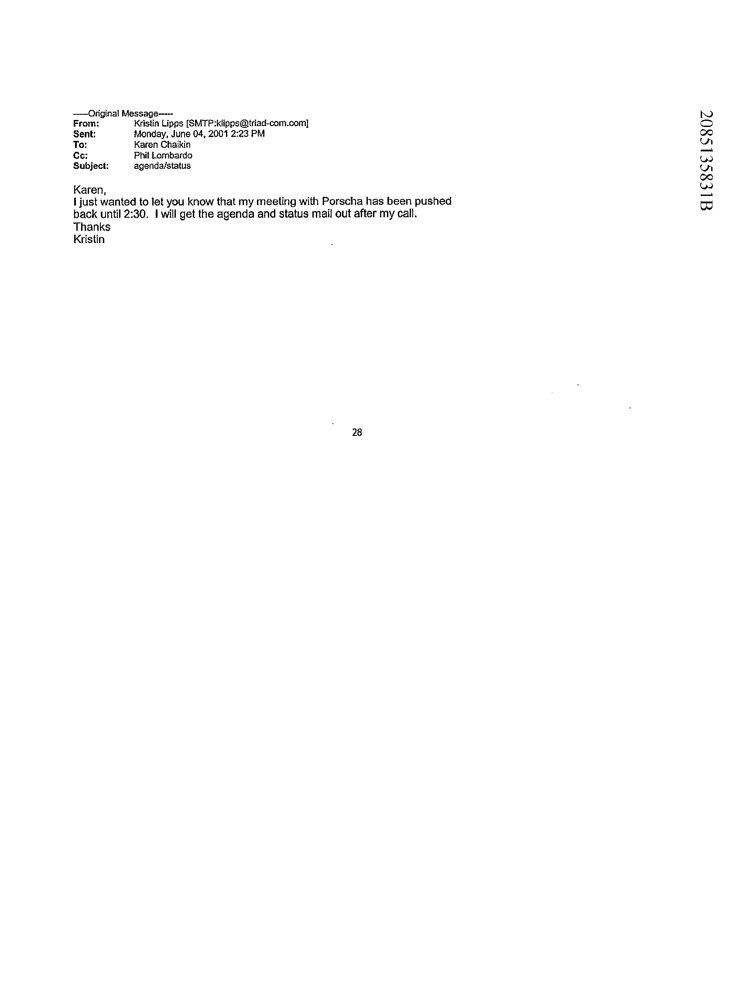 -----Original Message-----
From: Kristin Lipps [SMTP:klipps@triad-com.com]
Sent: Monday, June 04, 2001 2:23 PM
To: Karen Chaikin
Cc: Phil Lombardo
Subject: agenda/status
Karen,
I just wanted to let you know that my meeting with Porscha has been pushed
back until 2:30.  I will get the agenda and status mail out after my call.
Thanks
Kristin
28
2085135831B